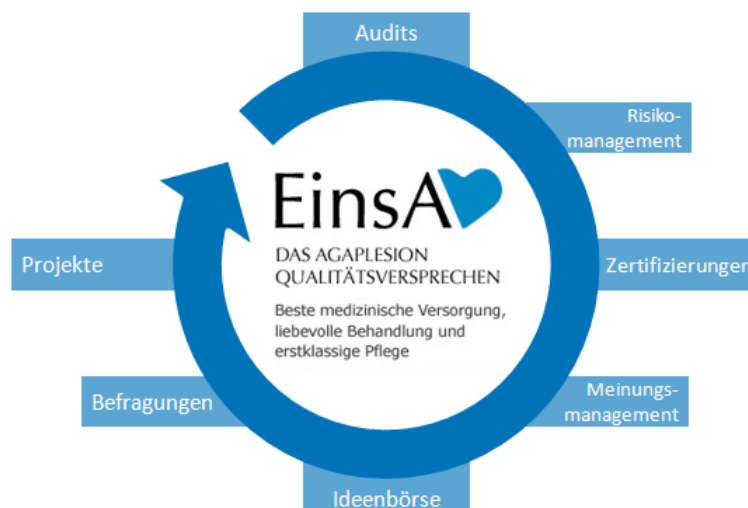 Audits
Risiko-
management
Zertifizierungen
Meinungs-
management
Ideenbörse
Befragungen
Projekte
EinsA
DAS AGAPLESION
QUALITÄTSVERSPRECHEN
Beste medizinische Versorgung,
liebevolle Behandlung und
erstklassige Pflege